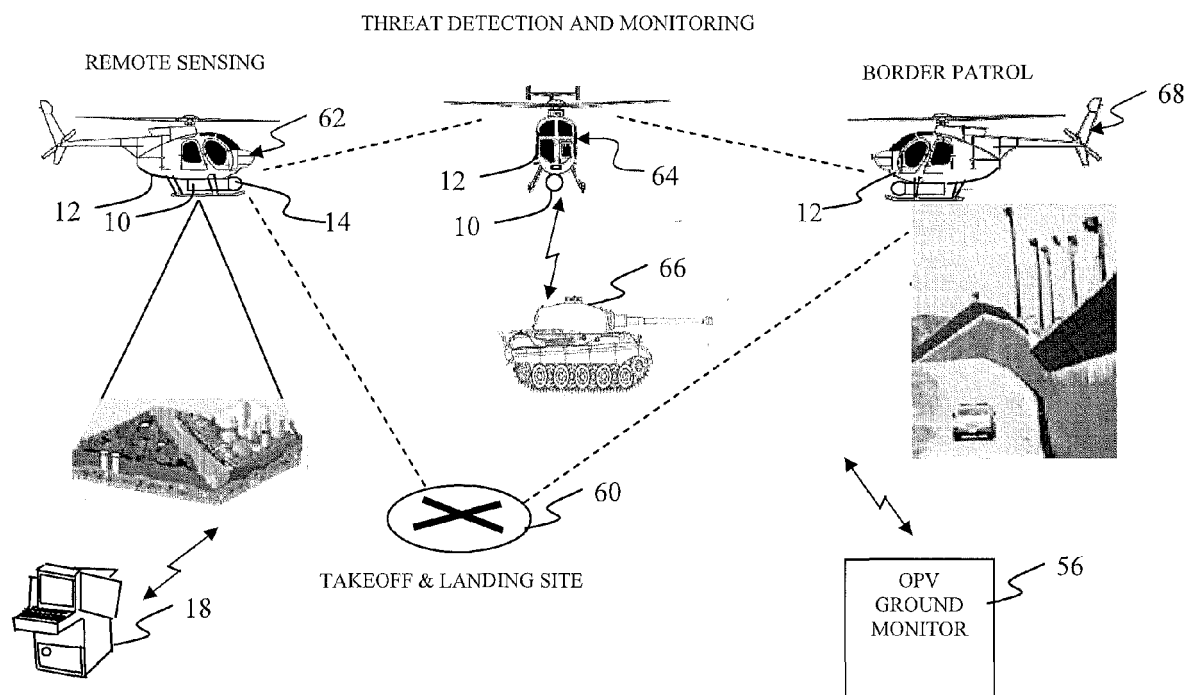 THREAT DETECTION AND MONITORING
REMOTE SENSING
BORDER PATROL
62
68
12
64
12
10
14
10
12
66
60
TAKEOFF & LANDING SITE
18
OPV
GROUND
MONITOR
56